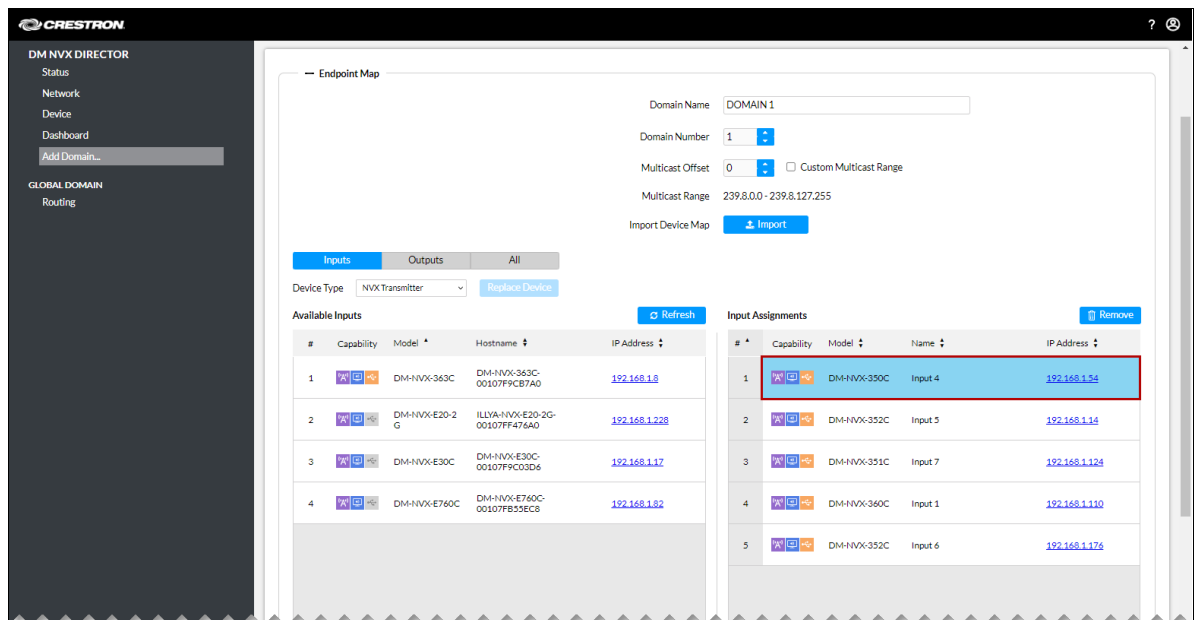 CRESTRON
?
DM NVX DIRECTOR
Status
Network
Device
Dashboard
Add Domain...
GLOBAL DOMAIN
Routing
Endpoint Map
Domain Name DOMAIN 1
Domain Number 1
Multicast Offset 0 Custom Multicast Range
Multicast Range 239.8.0.0 - 239.8.127.255
Import Device Map Import
Inputs Outputs All
Device Type NVX Transmitter Replace Device
Available Inputs Refresh
# Capability Model Hostname IP Address
1 DM-NVX-363C DM-NVX-363C-
00107F9CB7A0 192.168.1.8
2 DM-NVX-E20-2
G ILLYA-NVX-E20-2G-
00107FF476A0 192.168.1.228
3 DM-NVX-E30C DM-NVX-E30C-
00107F9C03D6 192.168.1.17
4 DM-NVX-E760C DM-NVX-E760C-
00107FB55EC8 192.168.1.82
Input Assignments Remove
# Capability Model Name IP Address
1 DM-NVX-350C Input 4 192.168.1.54
2 DM-NVX-352C Input 5 192.168.1.14
3 DM-NVX-351C Input 7 192.168.1.124
4 DM-NVX-360C Input 1 192.168.1.110
5 DM-NVX-352C Input 6 192.168.1.176